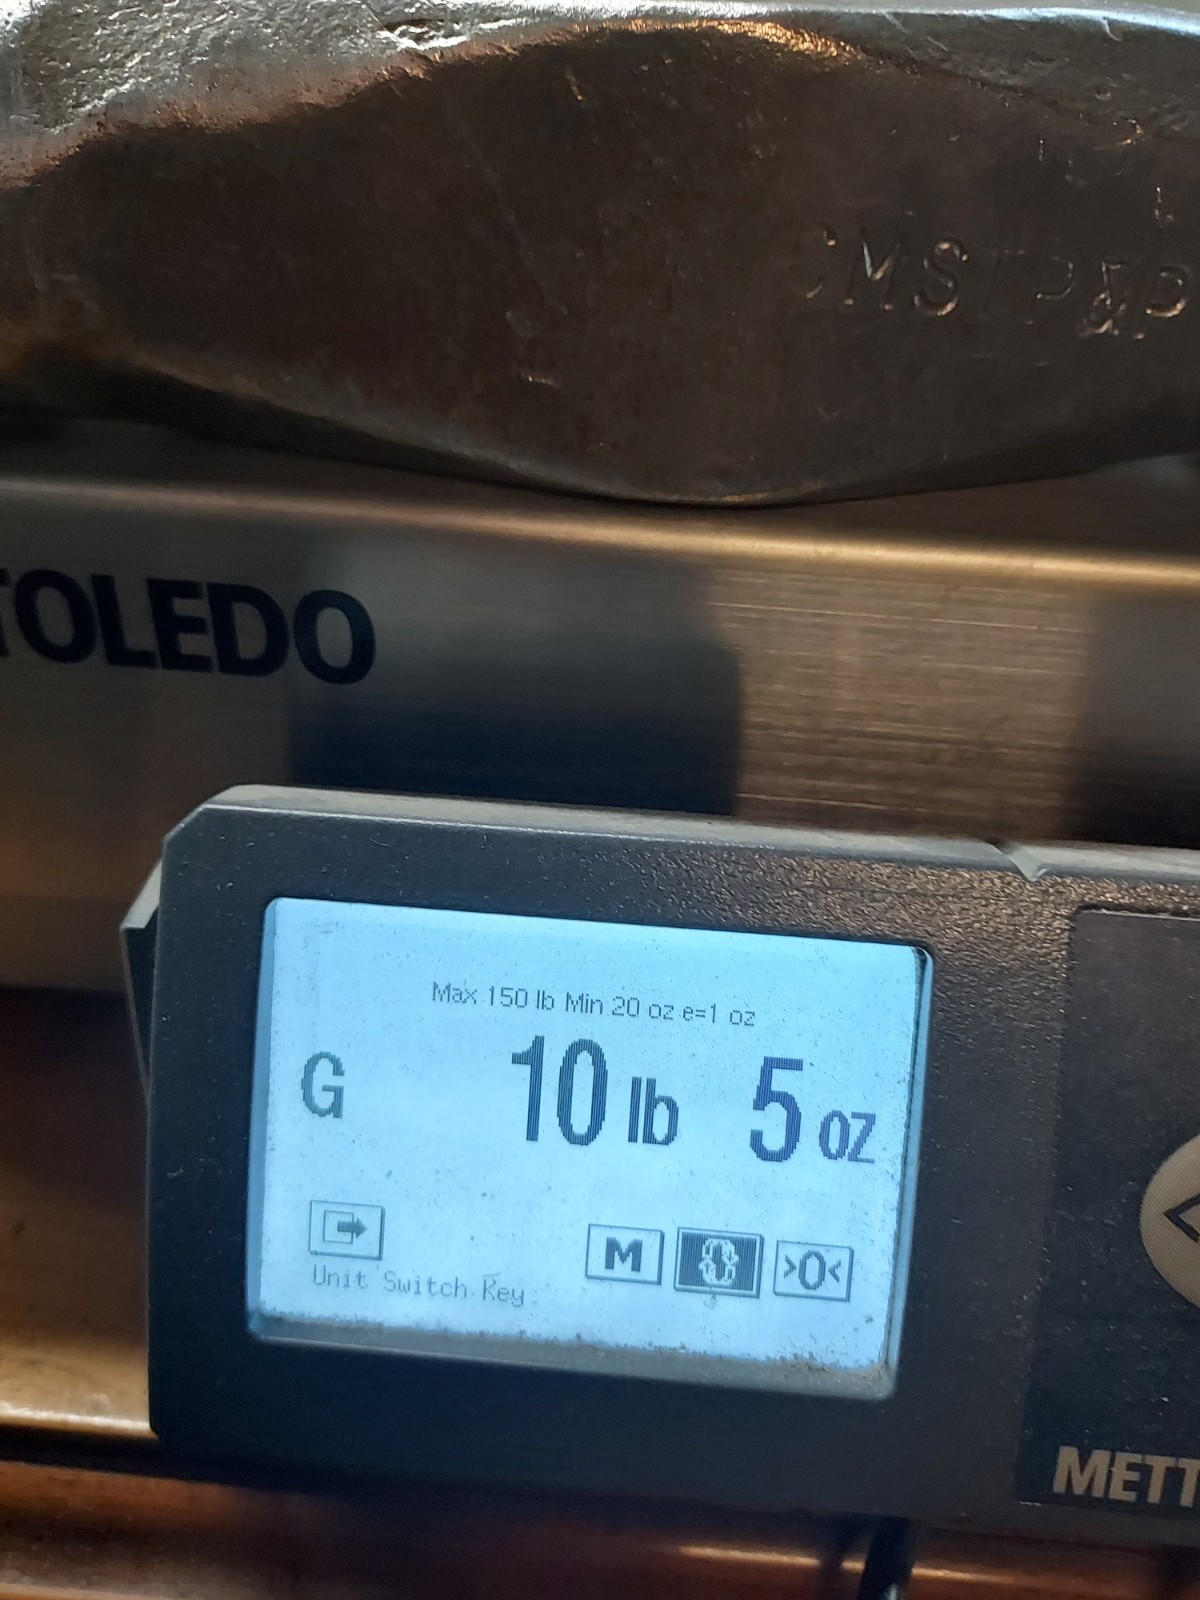 CMSTP&P
TOLEDO
Max 150 lb Min 20 oz e=1 oz
G 10 lb 5 oz
M >0<
Unit Switch Key
METT